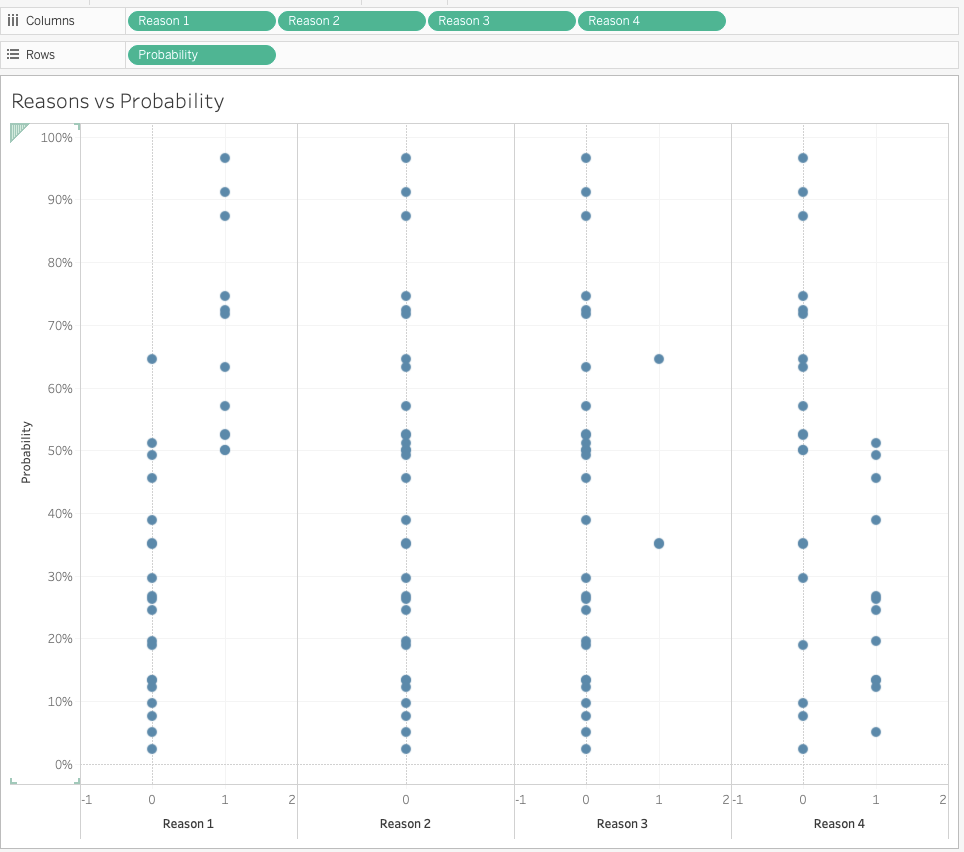 Columns Reason 1 Reason 2 Reason 3 Reason 4
Rows Probability
Reasons vs Probability
100%
90%
80%
70%
60%
50%
40%
30%
20%
10%
0%
Probability
-1 0 1 2 0 -1 0 1 2 -1 0 1 2
Reason 1 Reason 2 Reason 3 Reason 4